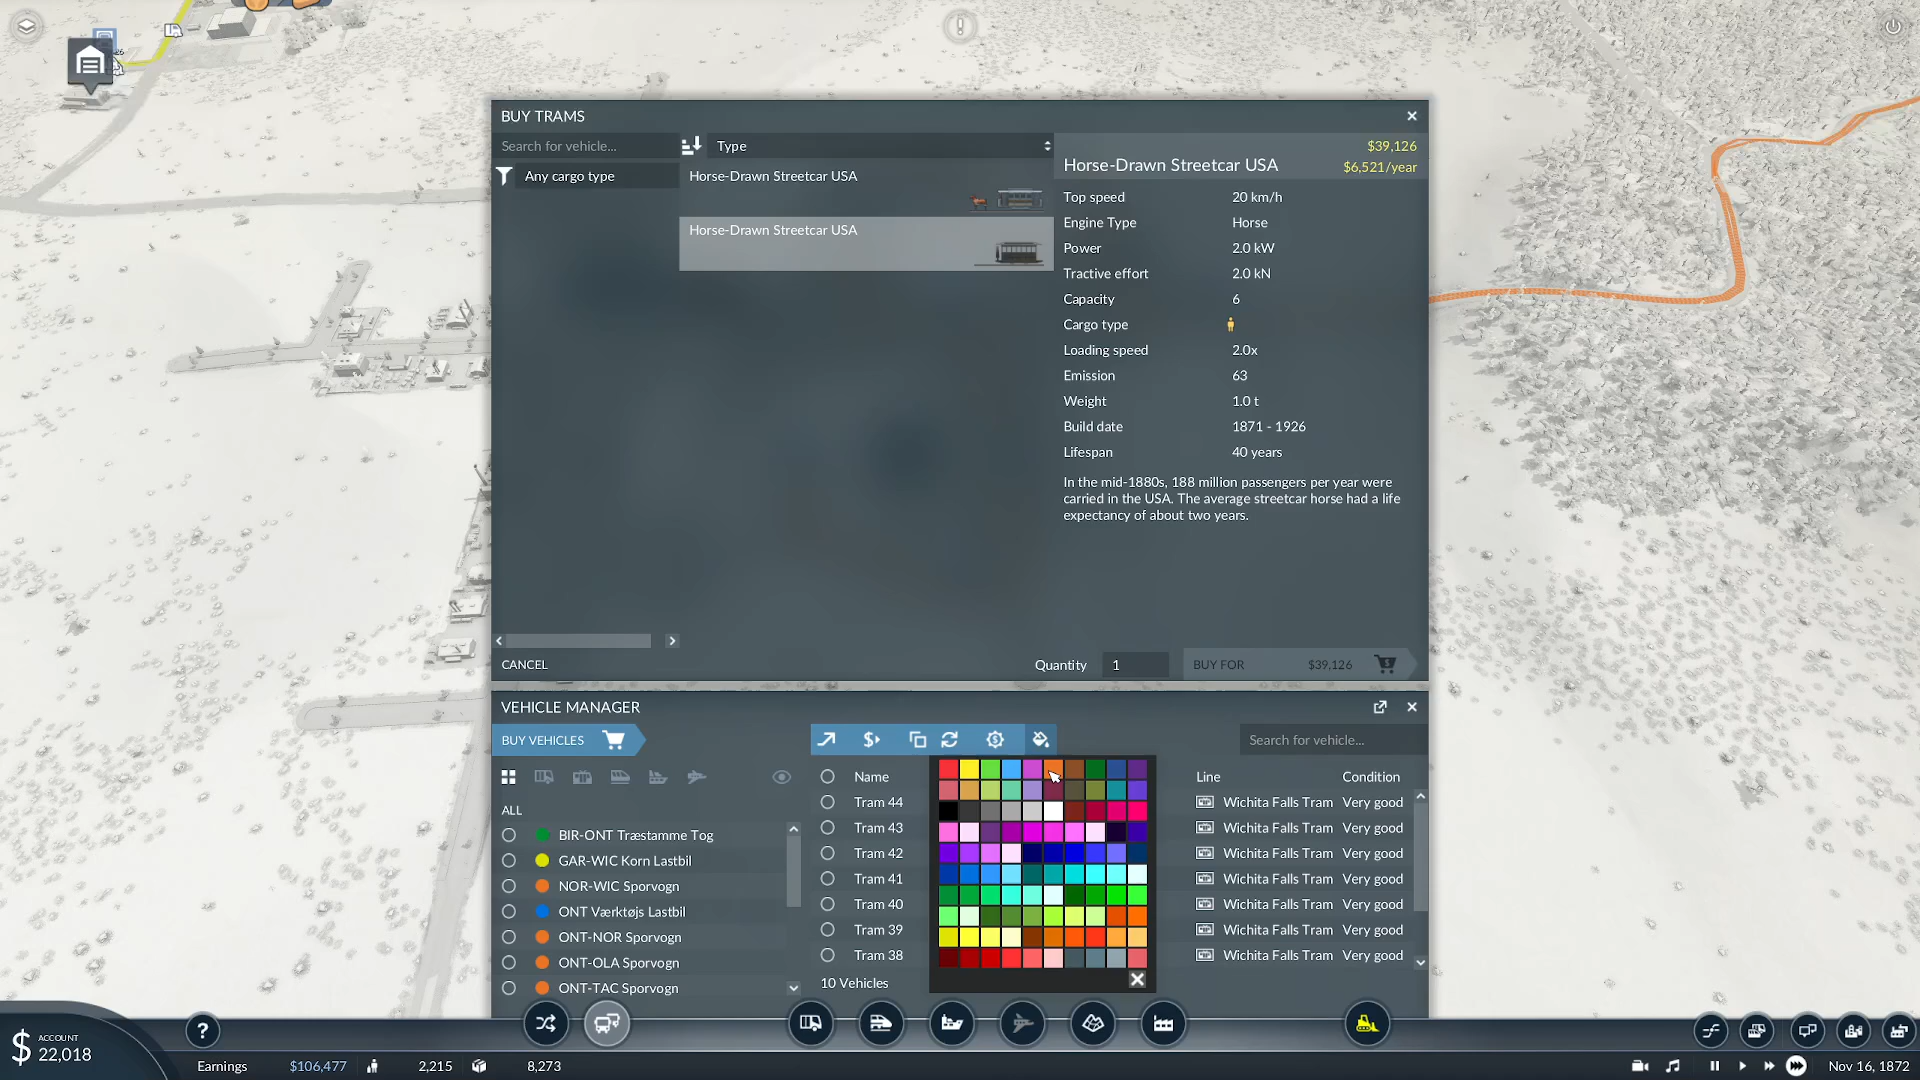 BUY TRAMS
Search for vehicle...
Type
Any cargo type
Horse-Drawn Streetcar USA
Horse-Drawn Streetcar USA
$39,126
Horse-Drawn Streetcar USA
$6,521/year
Top speed 20 km/h
Engine Type Horse
Power 2.0 kW
Tractive effort 2.0 kN
Capacity 6
Cargo type
Loading speed 2.0x
Emission 63
Weight 1.0 t
Build date 1871 - 1926
Lifespan 40 years
In the mid-1880s, 188 million passengers per year were
carried in the USA. The average streetcar horse had a life
expectancy of about two years.
CANCEL
Quantity 1
BUY FOR $39,126
VEHICLE MANAGER
BUY VEHICLES
Search for vehicle...
ALL
BIR-ONT Træstamme Tog
GAR-WIC Korn Lastbil
NOR-WIC Sporvogn
ONT Værktøjs Lastbil
ONT-NOR Sporvogn
ONT-OLA Sporvogn
ONT-TAC Sporvogn
Name Line Condition
Tram 44 Wichita Falls Tram Very good
Tram 43 Wichita Falls Tram Very good
Tram 42 Wichita Falls Tram Very good
Tram 41 Wichita Falls Tram Very good
Tram 40 Wichita Falls Tram Very good
Tram 39 Wichita Falls Tram Very good
Tram 38 Wichita Falls Tram Very good
10 Vehicles
?
$ ACCOUNT
22,018
Earnings $106,477 2,215 8,273
Nov 16, 1872